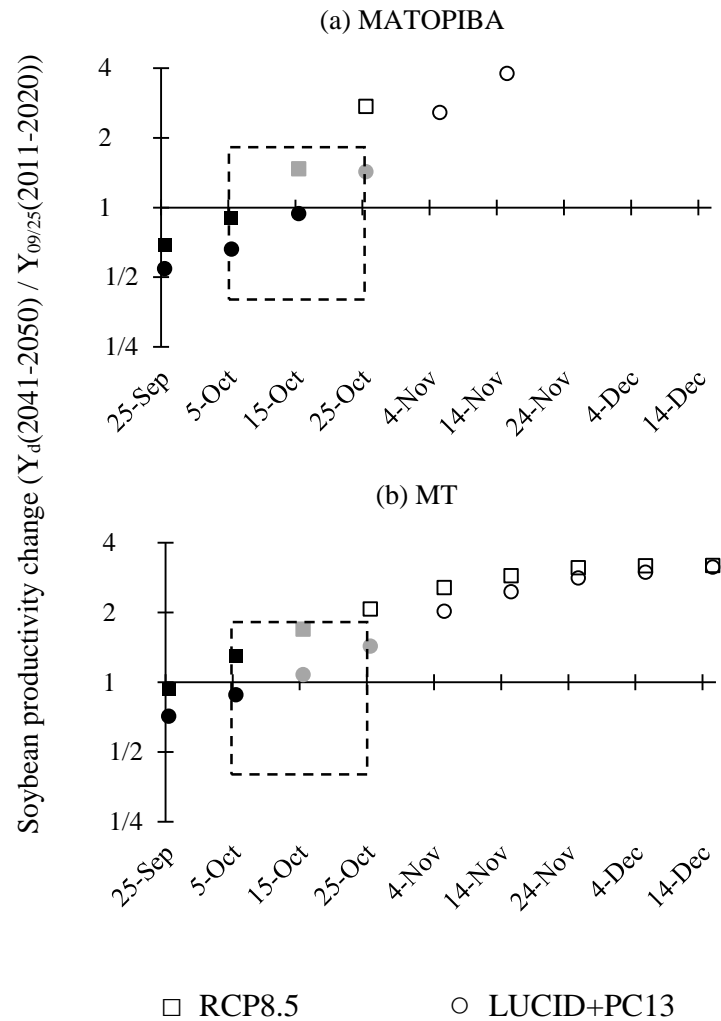 Soybean productivity change (Yd(2041-2050) / Y09/25(2011-2020))
(a) MATOPIBA
4
2
1
1/2
1/4
25-Sep
5-Oct
15-Oct
25-Oct
4-Nov
14-Nov
24-Nov
4-Dec
14-Dec
(b) MT
4
2
1
1/2
1/4
25-Sep
5-Oct
15-Oct
25-Oct
4-Nov
14-Nov
24-Nov
4-Dec
14-Dec
RCP8.5 LUCID+PC13